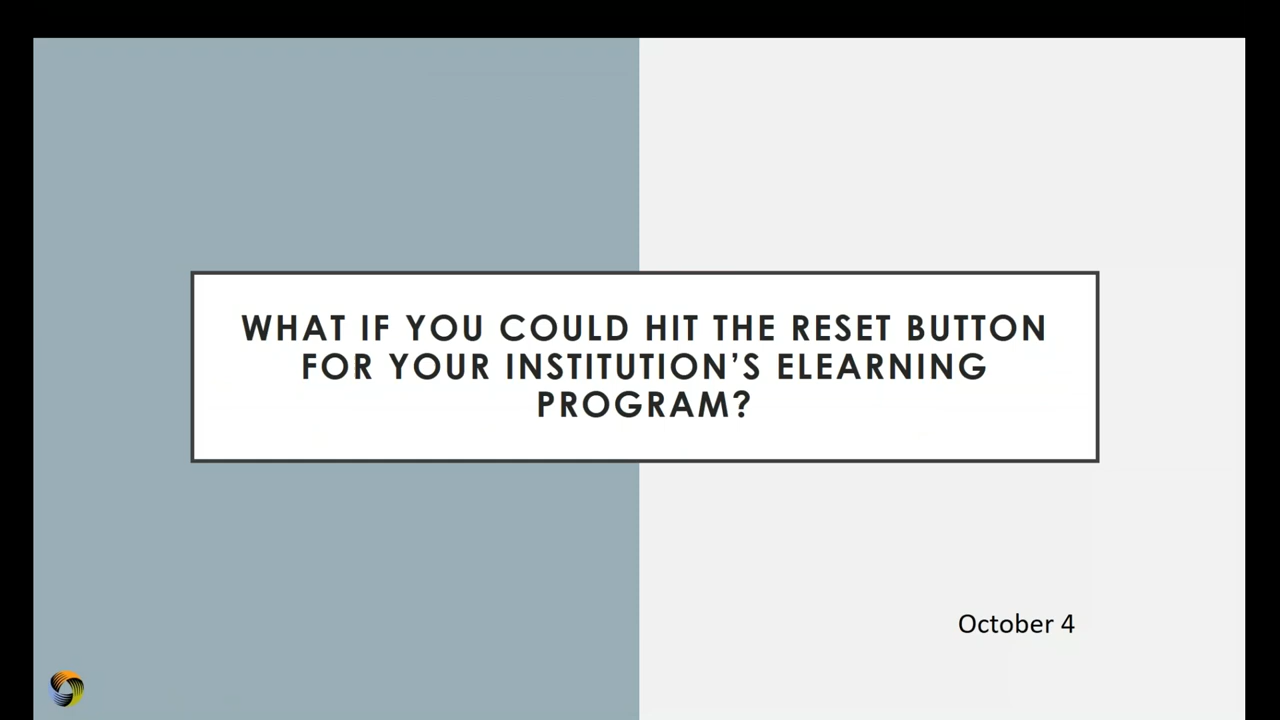 WHAT IF YOU COULD HIT THE RESET BUTTON
FOR YOUR INSTITUTION’S ELEARNING
PROGRAM?
October 4